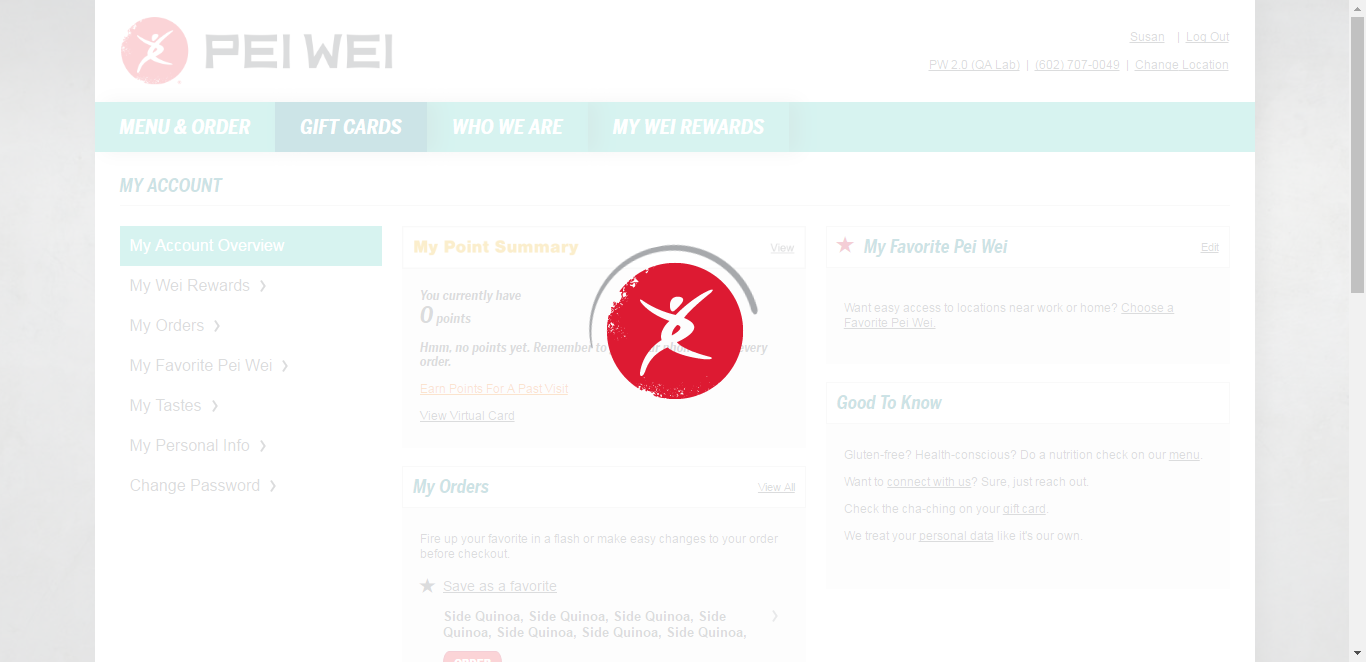 PEI WEI
Susan | Log Out
PW 2.0 (QA Lab) | (602) 707-0049 | Change Location
MENU & ORDER GIFT CARDS WHO WE ARE MY WEI REWARDS
MY ACCOUNT
My Account Overview
My Wei Rewards
My Orders
My Favorite Pei Wei
My Tastes
My Personal Info
Change Password
My Point Summary View
You currently have
0 points
Hmm, no points yet. Remember to every
order.
Earn Points For A Past Visit
View Virtual Card
My Orders View All
Fire up your favorite in a flash or make easy changes to your order
before checkout.
Save as a favorite
Side Quinoa, Side Quinoa, Side Quinoa, Side
Quinoa, Side Quinoa, Side Quinoa, Side Quinoa,
ORDER
My Favorite Pei Wei Edit
Want easy access to locations near work or home? Choose a
Favorite Pei Wei.
Good To Know
Gluten-free? Health-conscious? Do a nutrition check on our menu.
Want to connect with us? Sure, just reach out.
Check the cha-ching on your gift card.
We treat your personal data like it's our own.